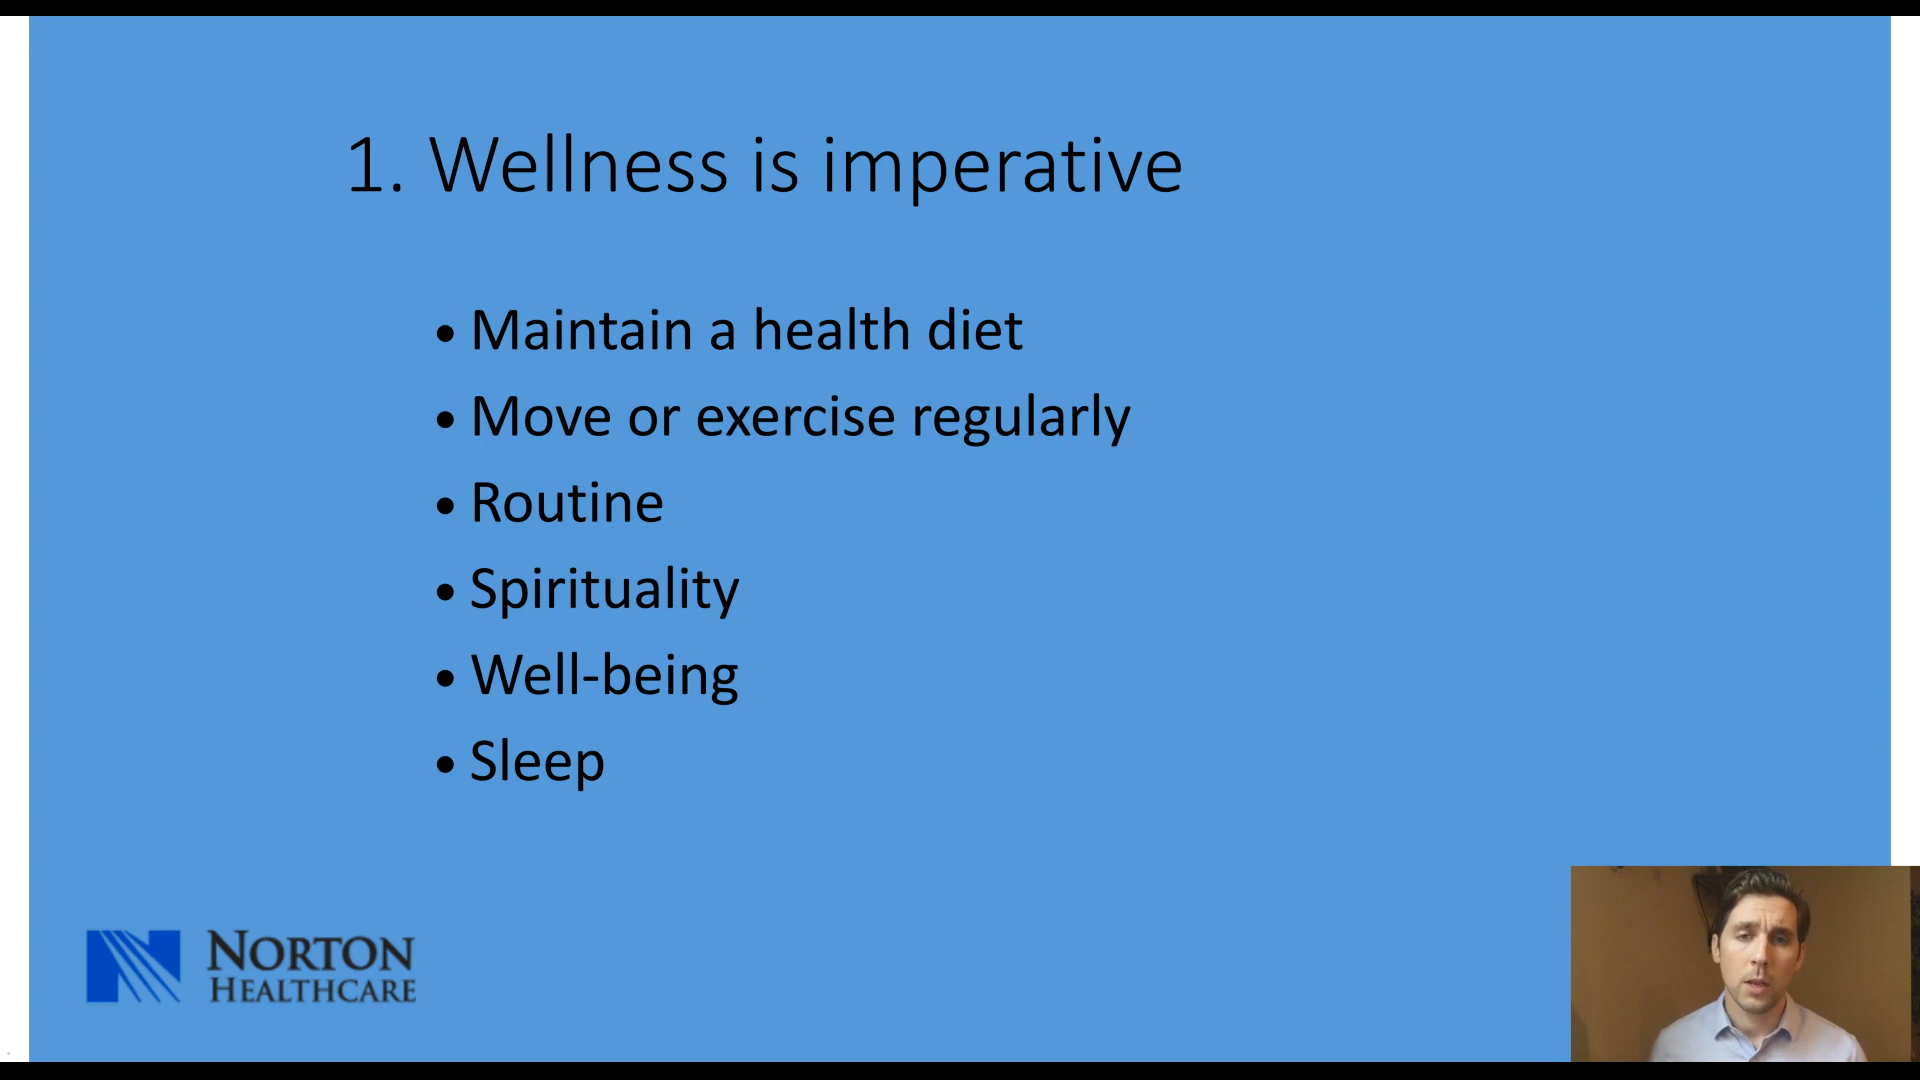 1. Wellness is imperative
• Maintain a health diet
• Move or exercise regularly
• Routine
• Spirituality
• Well-being
• Sleep
NORTON
HEALTHCARE